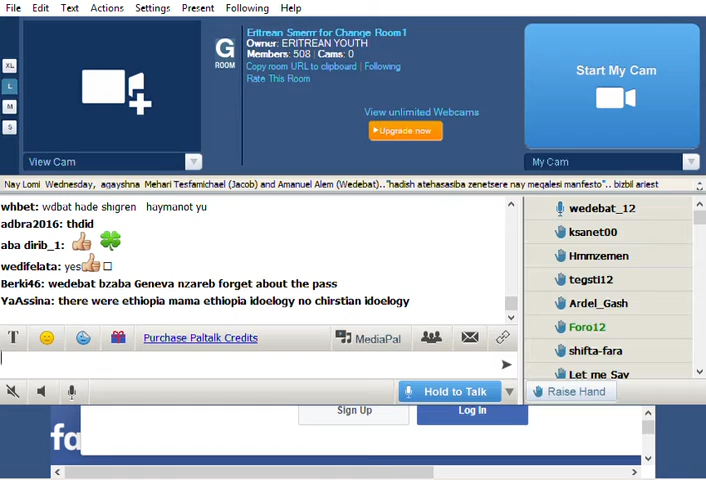 File Edit Text Actions Settings Present Following Help
XL
L
M
S
View Cam
G
ROOM
Eritrean Smerrr for Change Room1
Owner: ERITREAN YOUTH
Members: 508 | Cams: 0
Copy room URL to clipboard | Following
Rate This Room
View unlimited Webcams
Upgrade now
Start My Cam
My Cam
Nay Lomi Wednesday, agayshna Mehari Tesfamichael (Jacob) and Amanuel Alem (Wedebat).."hadish atehasasiba zenetsere nay meqalesi manfesto".. bizbil ariest
whbet: wdbat hade shigren haymanot yu
adbra2016: thdid
aba dirib_1:
wedifelata: yes
Berki46: wedebat bzaba Geneva nzareb forget about the pass
YaAssina: there were ethiopia mama ethiopia idoelogy no chirstian idoelogy
wedebat_12
ksanet00
Hmmzemen
tegsti12
Ardel_Gash
Foro12
shifta-fara
Let me Say
T
Purchase Paltalk Credits
MediaPal
Hold to Talk
Raise Hand
fa
Sign Up
Log In